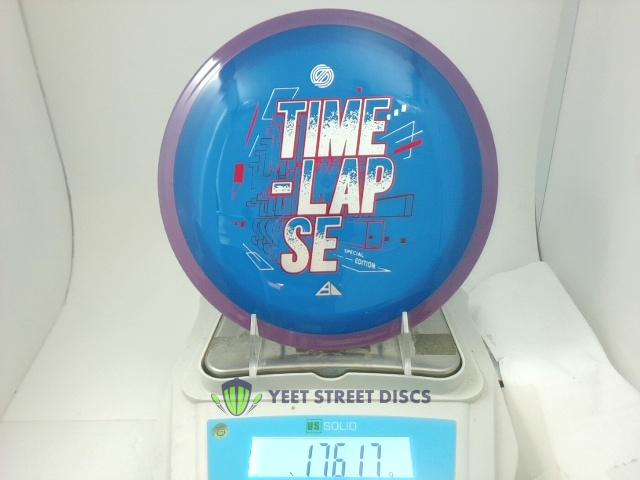 TIME
-LAP
SE
SPECIAL
EDITION
YEET STREET DISCS
US SOLID
176.17 g